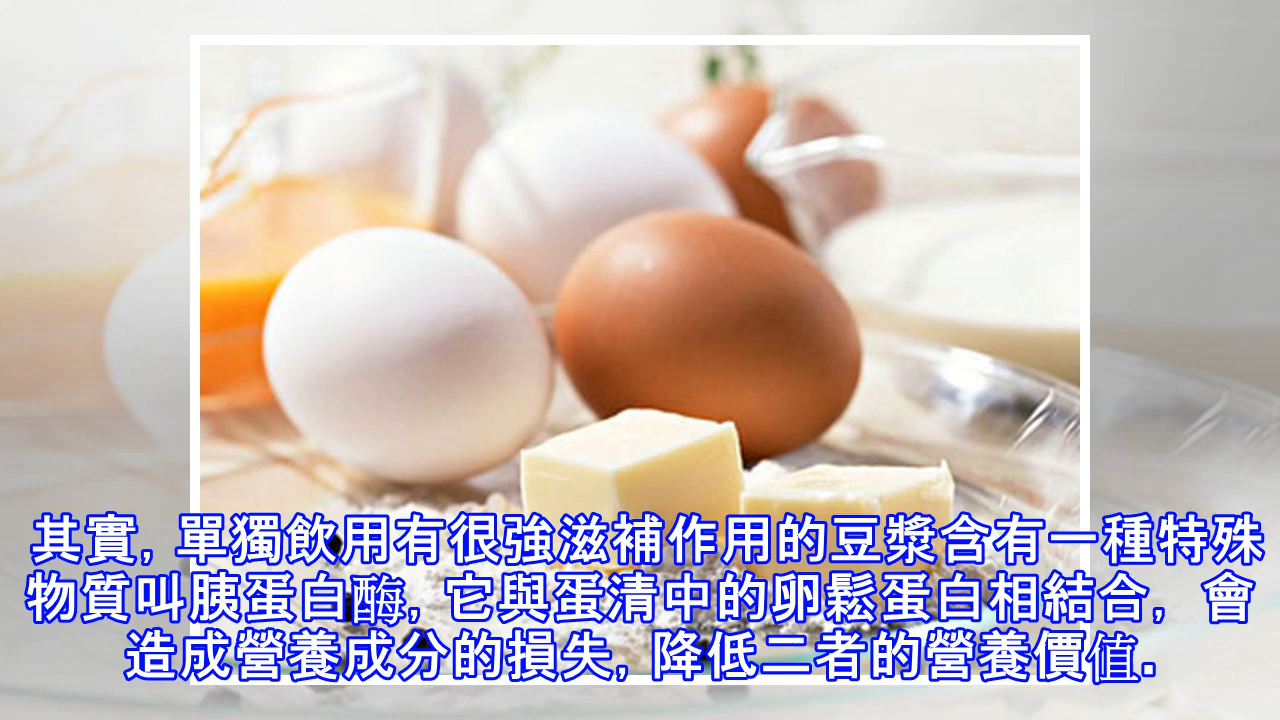 其實, 單獨飲用有很強滋補作用的豆漿含有一種特殊
物質叫胰蛋白酶, 它與蛋清中的卵鬆蛋白相結合, 會
造成營養成分的損失, 降低二者的營養價值.